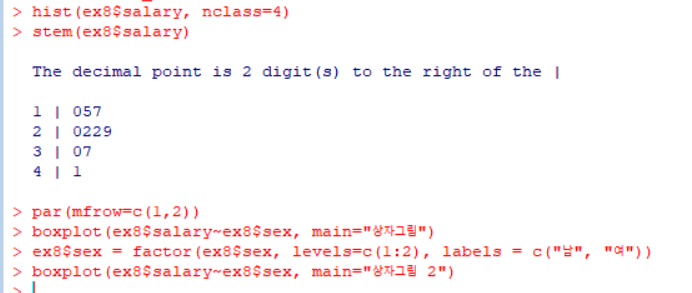 > hist(ex8$salary, nclass=4)
> stem(ex8$salary)
The decimal point is 2 digit(s) to the right of the |
1 | 057
2 | 0229
3 | 07
4 | 1
> par(mfrow=c(1,2))
> boxplot(ex8$salary~ex8$sex, main="상자그림")
> ex8$sex = factor(ex8$sex, levels=c(1:2), labels = c("남", "여"))
> boxplot(ex8$salary~ex8$sex, main="상자그림 2")
>